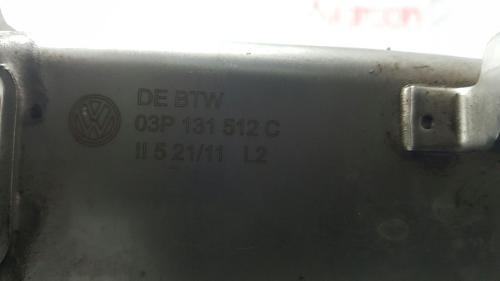 DE BTW
03P 131 512 C
II 5 21/11 L2